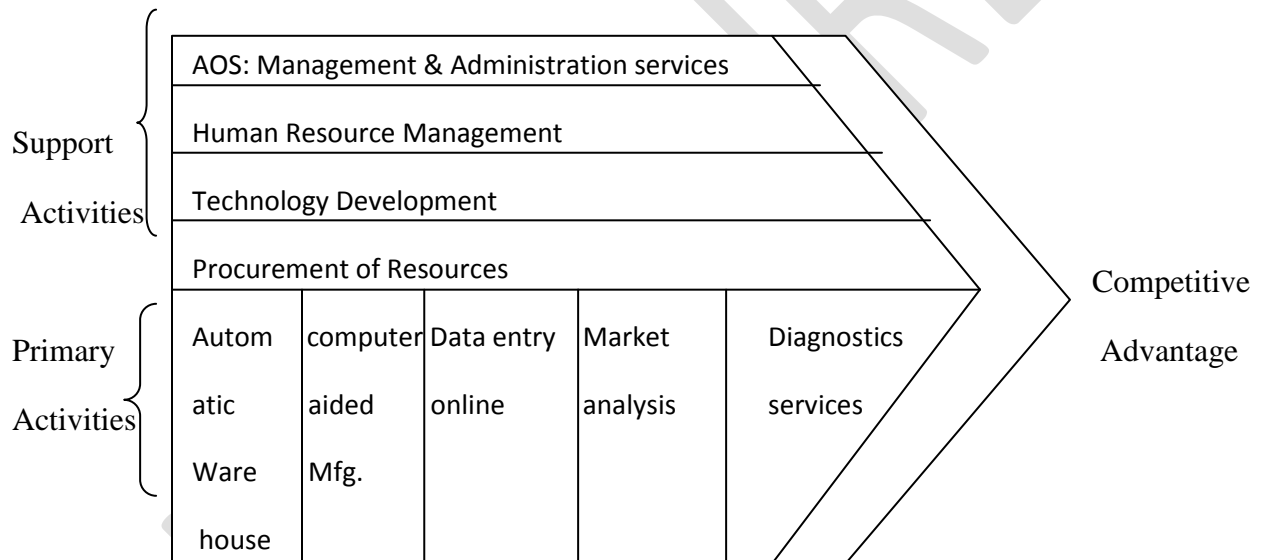 AOS: Management & Administration services
Human Resource Management
Support
Activities
Technology Development
Procurement of Resources
Competitive
Advantage
Primary
Activities
Autom
atic
Ware
house
computer
aided
Mfg.
Data entry
online
Market
analysis
Diagnostics
services